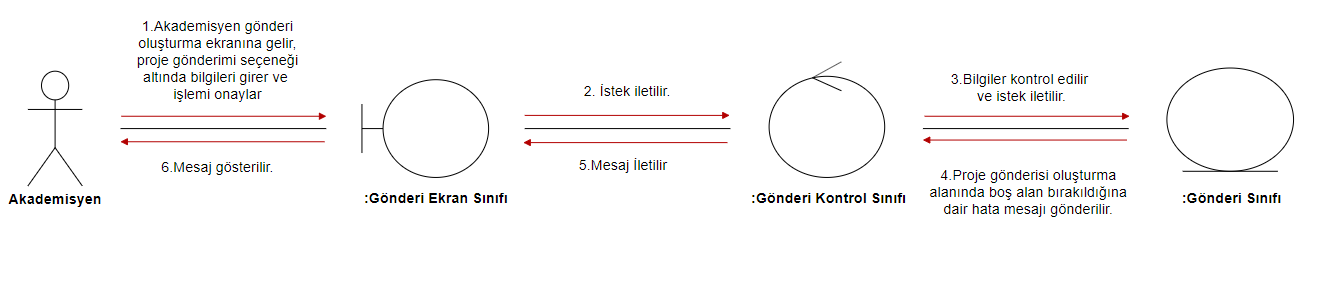 1.Akademisyen gönderi
oluşturma ekranına gelir,
proje gönderimi seçeneği
altında bilgileri girer ve
işlemi onaylar
6.Mesaj gösterilir.
Akademisyen
:Gönderi Ekran Sınıfı
2. İstek iletilir.
5.Mesaj İletilir
:Gönderi Kontrol Sınıfı
3.Bilgiler kontrol edilir
ve istek iletilir.
4.Proje gönderisi oluşturma
alanında boş alan bırakıldığına
dair hata mesajı gönderilir.
:Gönderi Sınıfı